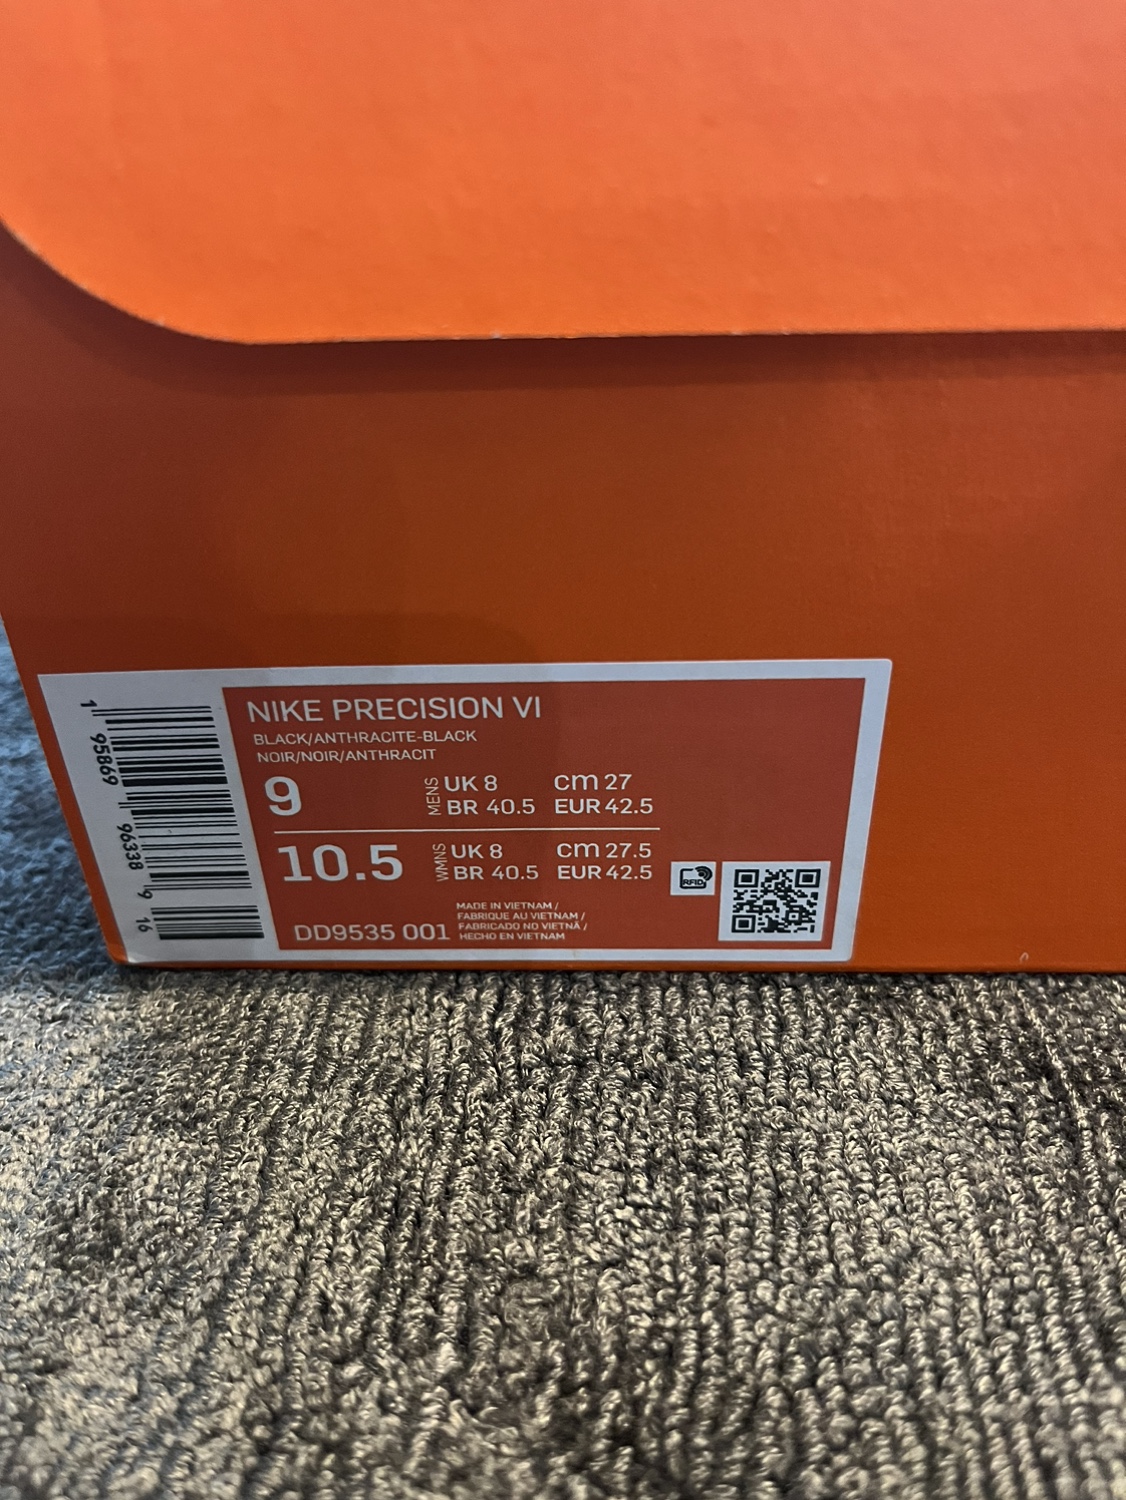 NIKE PRECISION VI
BLACK/ANTHRACITE-BLACK
NOIR/NOIR/ANTHRACIT
9 MENS UK 8 cm 27
BR 40.5 EUR 42.5
10.5 WMNS UK 8 cm 27.5
BR 40.5 EUR 42.5
RFID
MADE IN VIETNAM /
FABRIQUE AU VIETNAM /
FABRICADO NO VIETNÃ /
HECHO EN VIETNAM
DD9535 001
1 95869 96338 9 16